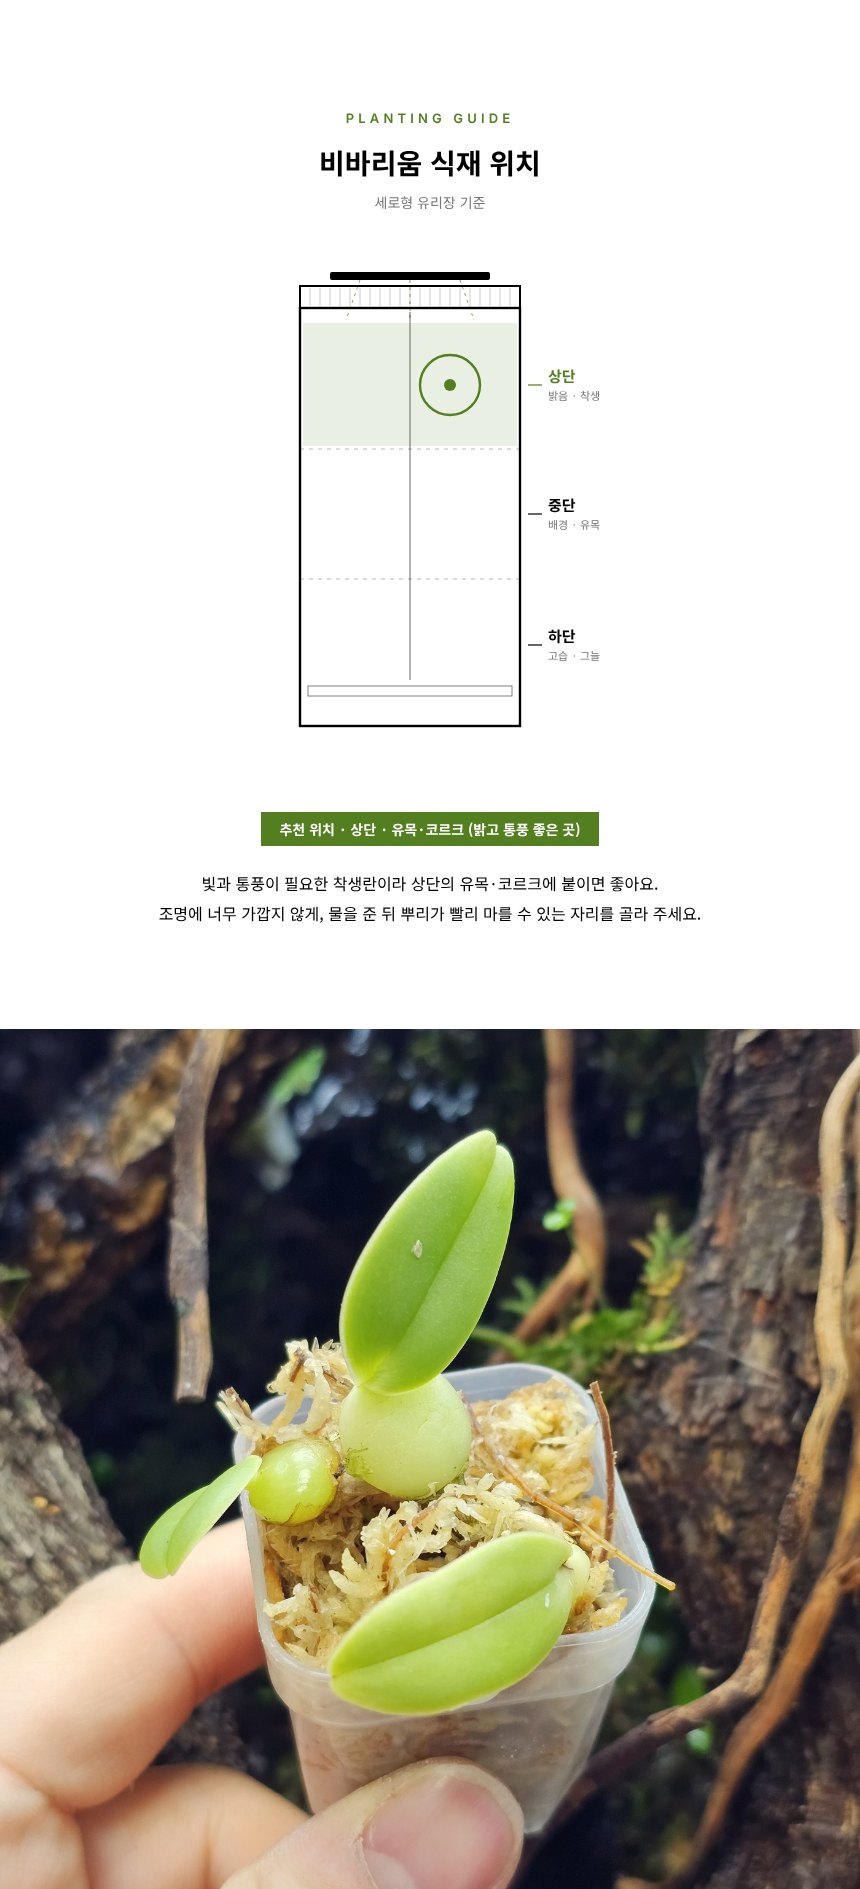 PLANTING GUIDE
비바리움 식재 위치
세로형 유리장 기준
상단
밝음 · 착생
중단
배경 · 유목
하단
고습 · 그늘
추천 위치 · 상단 · 유목·코르크 (밝고 통풍 좋은 곳)
빛과 통풍이 필요한 착생란이라 상단의 유목·코르크에 붙이면 좋아요.
조명에 너무 가깝지 않게, 물을 준 뒤 뿌리가 빨리 마를 수 있는 자리를 골라 주세요.